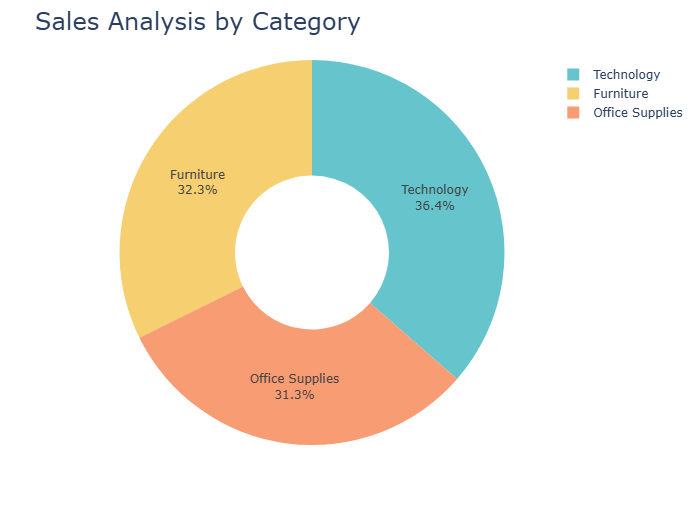 Sales Analysis by Category
Technology
Furniture
Office Supplies
Furniture
32.3%
Technology
36.4%
Office Supplies
31.3%